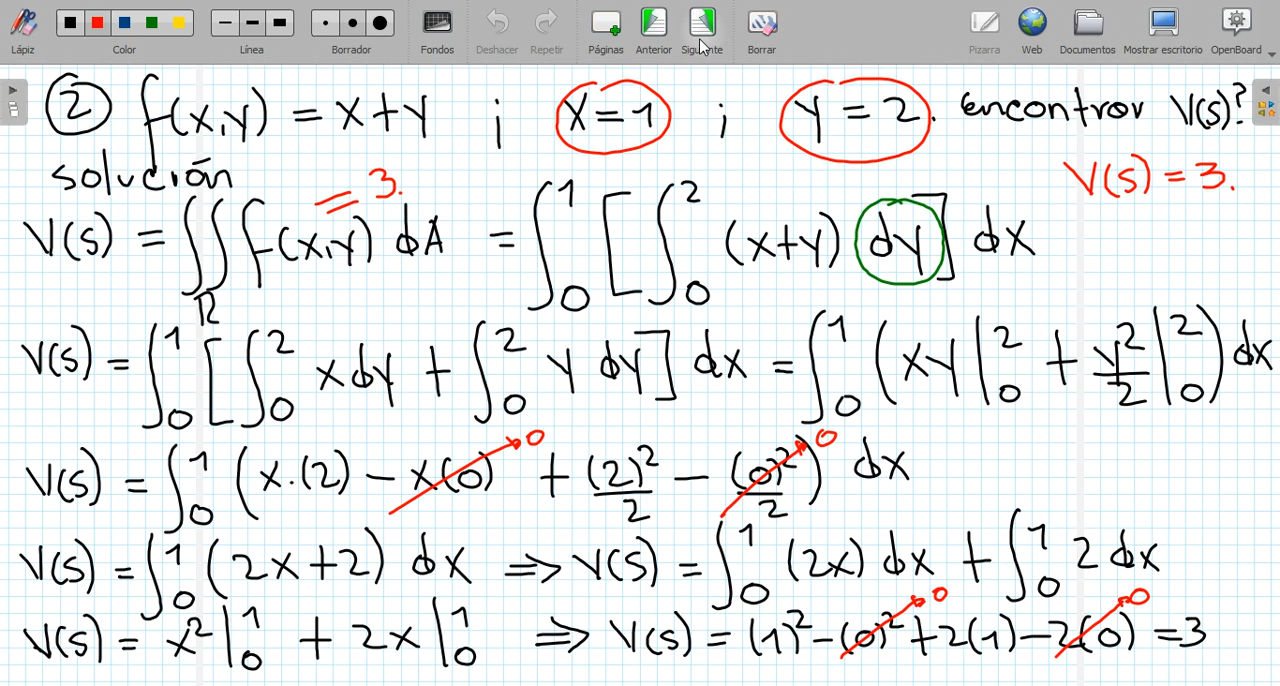 Lápiz Color Línea Borrador Fondos Deshacer Repetir Páginas Anterior Siguiente Borrar Pizarra Web Documentos Mostrar escritorio OpenBoard
② f(x,y) = x+y ; x=1 ; y=2. encontrar V(s)?
solución
= 3. V(s) = 3.
V(s) = ∬_R f(x,y) dA = ∫₀¹ [ ∫₀² (x+y) dy ] dx
V(s) = ∫₀¹ [ ∫₀² x dy + ∫₀² y dy ] dx = ∫₀¹ ( xy |₀² + y²/2 |₀² ) dx
V(s) = ∫₀¹ ( x.(2) - x(0) → 0 + (2)²/2 - (0)²/2 → 0 ) dx
V(s) = ∫₀¹ (2x+2) dx ⇒ V(s) = ∫₀¹ (2x) dx + ∫₀¹ 2 dx
V(s) = x² |₀¹ + 2x |₀¹ ⇒ V(s) = (1)² - (0)² → 0 + 2(1) - 2(0) → 0 = 3